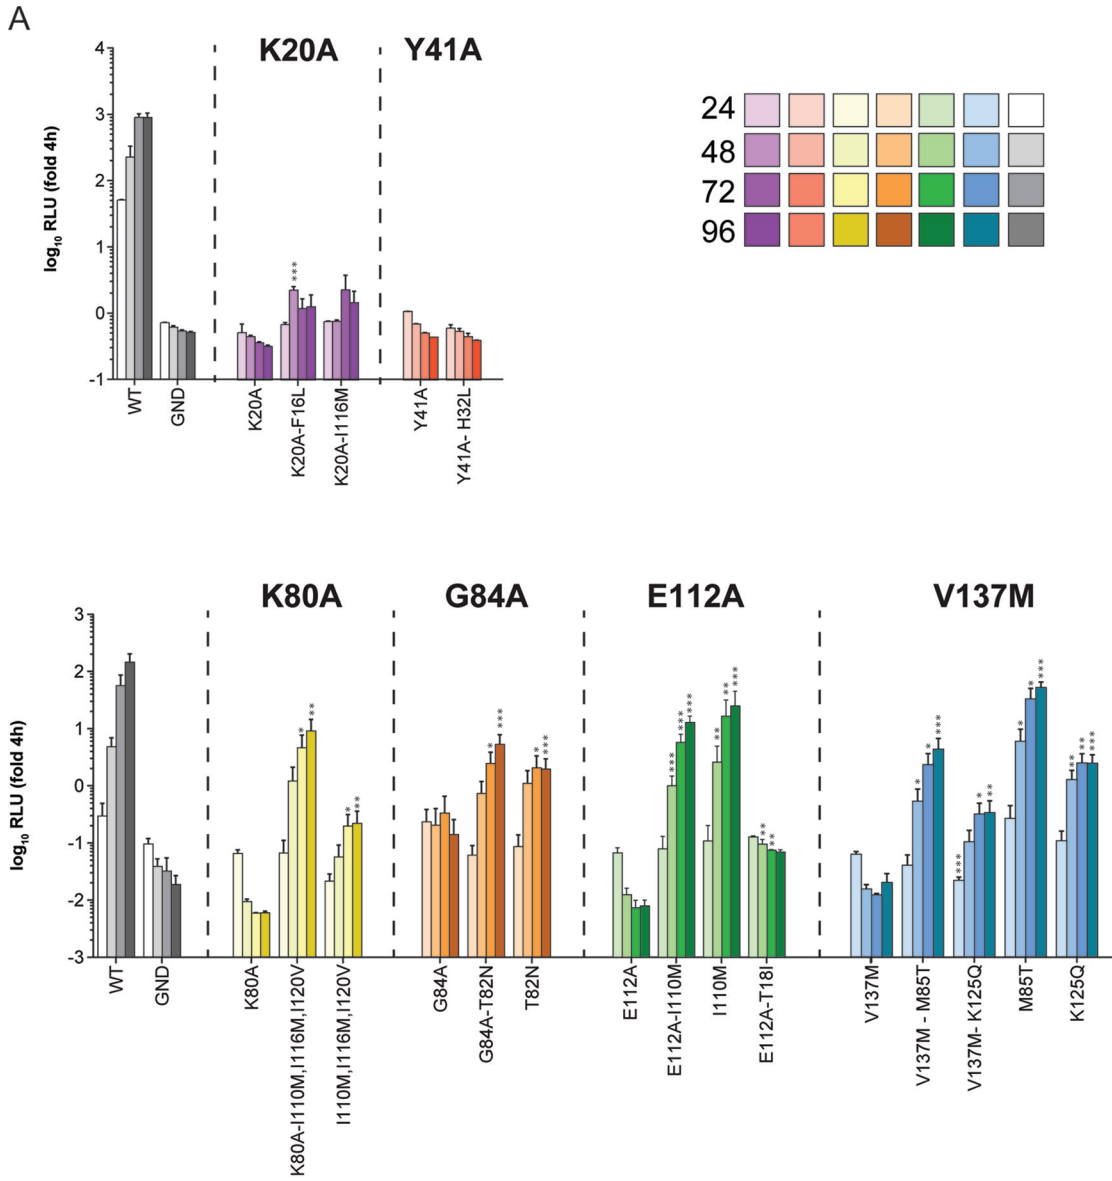 A
K20A
Y41A
4
3
2
1
0
-1
log10 RLU (fold 4h)
***
WT
GND
K20A
K20A-F16L
K20A-I116M
Y41A
Y41A- H32L
24
48
72
96
K80A
G84A
E112A
V137M
3
2
1
0
-1
-2
-3
log10 RLU (fold 4h)
*
**
*
**
*
***
*
***
***
***
***
**
**
***
**
*
*
*
***
***
*
**
*
*
***
**
**
***
WT
GND
K80A
K80A-I110M,I116M,I120V
I110M,I116M,I120V
G84A
G84A-T82N
T82N
E112A
E112A-I110M
I110M
E112A-T18I
V137M
V137M - M85T
V137M- K125Q
M85T
K125Q